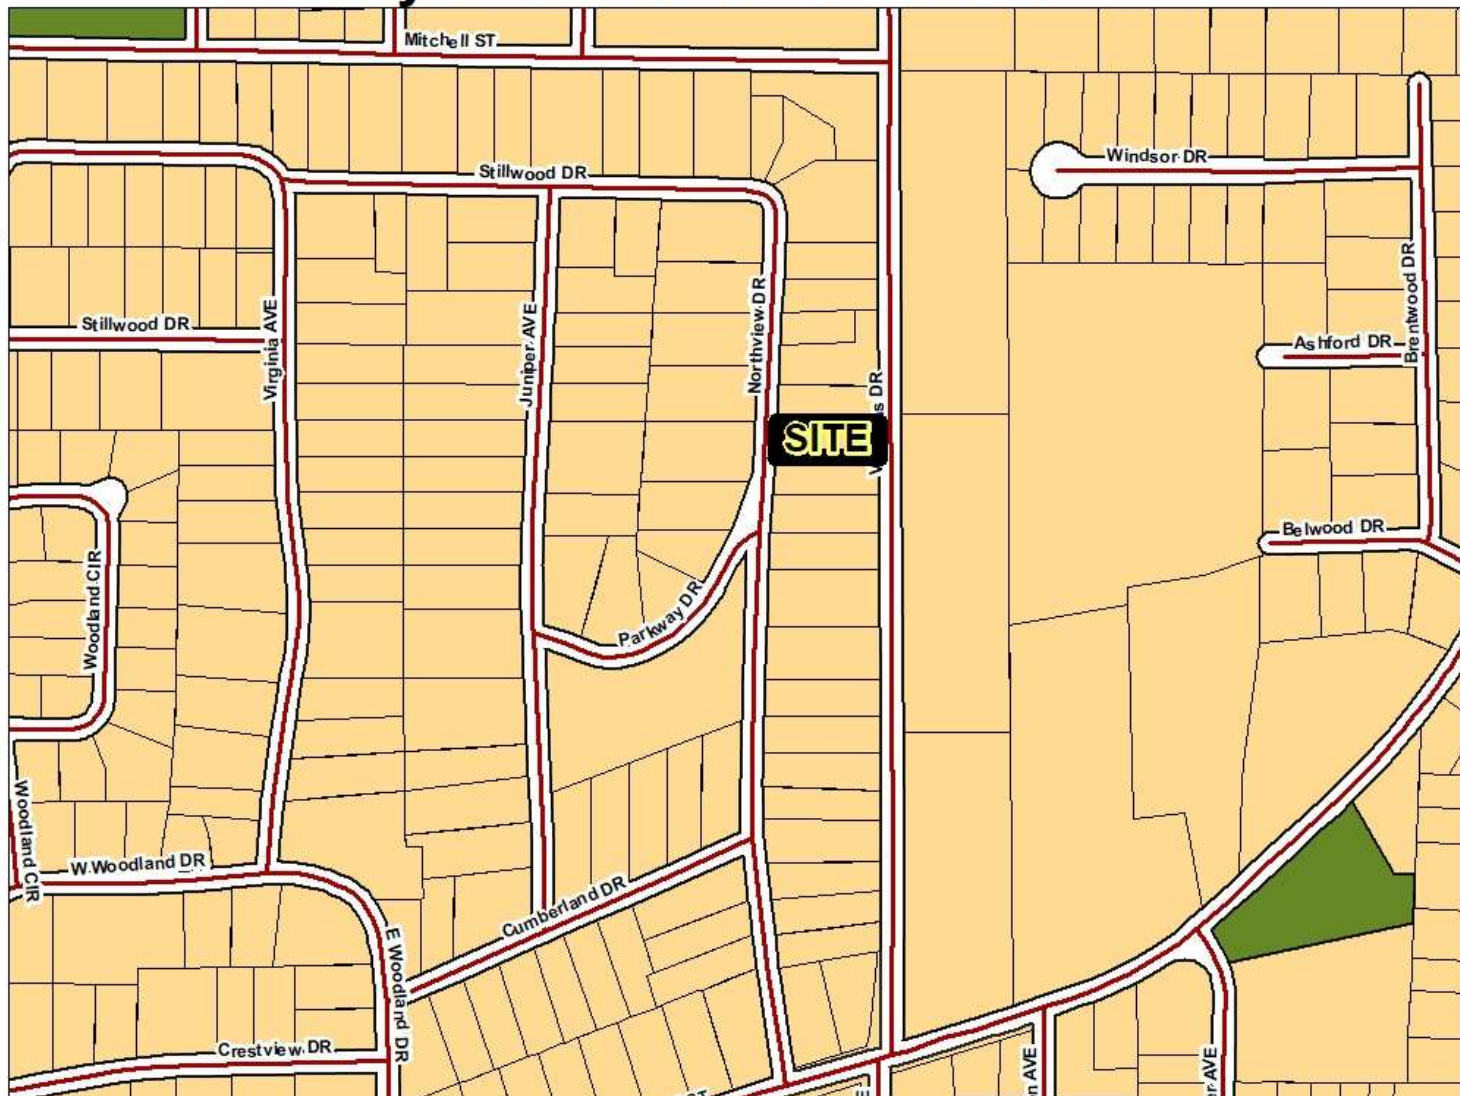 Mitchell ST
Stillwood DR
Windsor DR
Stillwood DR
Virginia AVE
Juniper AVE
Northview DR
Brentwood DR
Ashford DR
SITE
Belwood DR
Woodland CIR
Parkway DR
Woodland CIR
W Woodland DR
Cumberland DR
E Woodland DR
Crestview DR
AVE
AVE